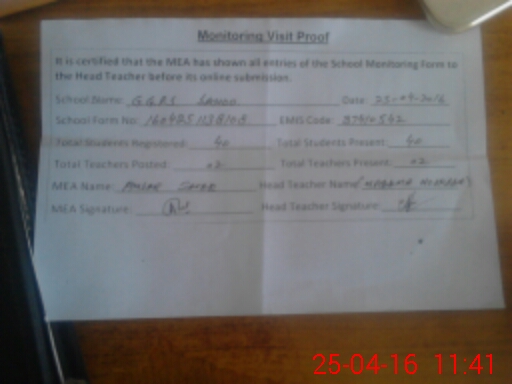 Monitoring Visit Proof
It is certified that the MEA has shown all entries of the School Monitoring Form to
the Head Teacher before its online submission.
School Name: GGPS Date: 25-04-2016
School Form No: EMIS Code:
Total Students Registered: 40 Total Students Present: 40
Total Teachers Posted: 02 Total Teachers Present: 02
MEA Name: Head Teacher Name
MEA Signature: Head Teacher Signature:
25-04-16 11:41